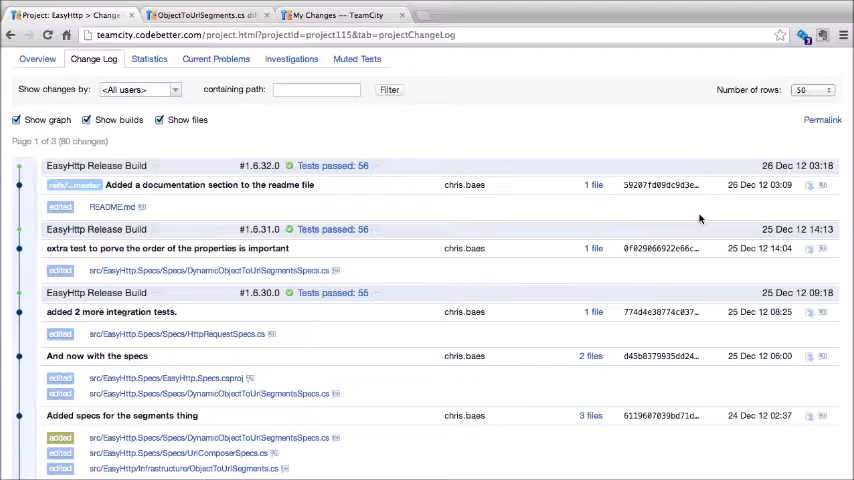 Project: EasyHttp > Change L
ObjectToUrlSegments.cs dif
My Changes — TeamCity
teamcity.codebetter.com/project.html?projectId=project115&tab=projectChangeLog
Overview Change Log Statistics Current Problems Investigations Muted Tests
Show changes by: <All users> containing path: Filter Number of rows: 50
Show graph Show builds Show files Permalink
Page 1 of 3 (80 changes)
EasyHttp Release Build #1.6.32.0 Tests passed: 56 26 Dec 12 03:18
refs/...master Added a documentation section to the readme file chris.baes 1 file 59207fd09dc9d3e... 26 Dec 12 03:09
edited README.md
EasyHttp Release Build #1.6.31.0 Tests passed: 56 25 Dec 12 14:13
extra test to porve the order of the properties is important chris.baes 1 file 0f029066922e66c... 25 Dec 12 14:04
edited src/EasyHttp.Specs/Specs/DynamicObjectToUrlSegmentsSpecs.cs
EasyHttp Release Build #1.6.30.0 Tests passed: 55 25 Dec 12 09:18
added 2 more integration tests. chris.baes 1 file 774d4e38774c037... 25 Dec 12 08:25
edited src/EasyHttp.Specs/Specs/HttpRequestSpecs.cs
And now with the specs chris.baes 2 files d45b8379935dd24... 25 Dec 12 06:00
edited src/EasyHttp.Specs/EasyHttp.Specs.csproj
edited src/EasyHttp.Specs/Specs/DynamicObjectToUrlSegmentsSpecs.cs
Added specs for the segments thing chris.baes 3 files 6119607039bd71d... 24 Dec 12 02:37
added src/EasyHttp.Specs/Specs/DynamicObjectToUrlSegmentsSpecs.cs
edited src/EasyHttp.Specs/Specs/UriComposerSpecs.cs
edited src/EasyHttp/Infrastructure/ObjectToUrlSegments.cs